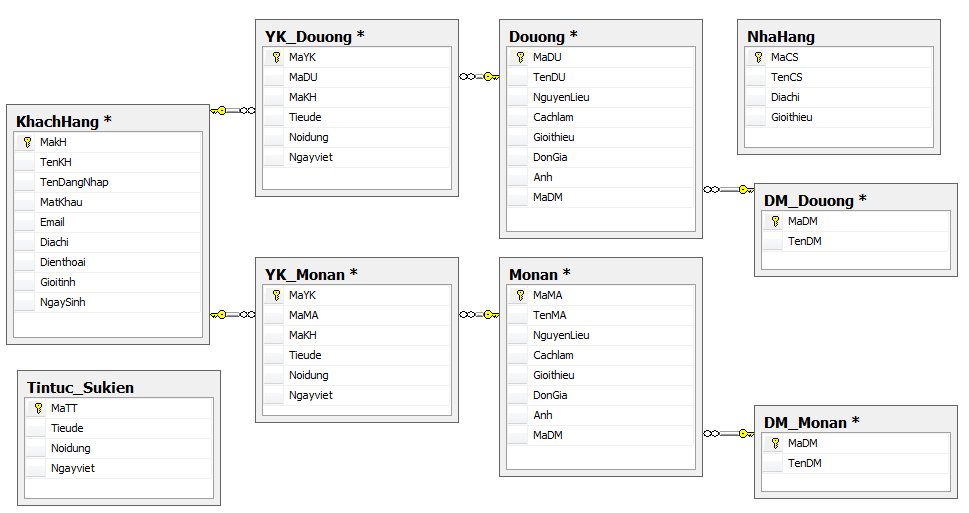 KhachHang *
MakH
TenKH
TenDangNhap
MatKhau
Email
Diachi
Dienthoai
Gioitinh
NgaySinh
YK_Douong *
MaYK
MaDU
MaKH
Tieude
Noidung
Ngayviet
Douong *
MaDU
TenDU
NguyenLieu
Cachlam
Gioithieu
DonGia
Anh
MaDM
NhaHang
MaCS
TenCS
Diachi
Gioithieu
DM_Douong *
MaDM
TenDM
YK_Monan *
MaYK
MaMA
MaKH
Tieude
Noidung
Ngayviet
Monan *
MaMA
TenMA
NguyenLieu
Cachlam
Gioithieu
DonGia
Anh
MaDM
DM_Monan *
MaDM
TenDM
Tintuc_Sukien
MaTT
Tieude
Noidung
Ngayviet